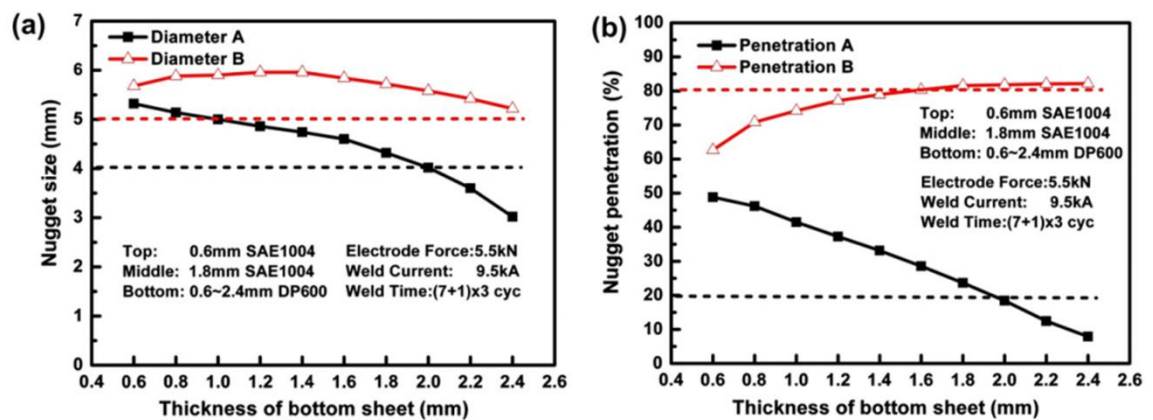 (a)
7
6
5
4
3
2
1
0
Nugget size (mm)
Diameter A
Diameter B
Top: 0.6mm SAE1004
Middle: 1.8mm SAE1004
Bottom: 0.6~2.4mm DP600
Electrode Force:5.5kN
Weld Current: 9.5kA
Weld Time:(7+1)x3 cyc
0.4 0.6 0.8 1.0 1.2 1.4 1.6 1.8 2.0 2.2 2.4 2.6
Thickness of bottom sheet (mm)
(b)
100
90
80
70
60
50
40
30
20
10
0
Nugget penetration (%)
Penetration A
Penetration B
Top: 0.6mm SAE1004
Middle: 1.8mm SAE1004
Bottom: 0.6~2.4mm DP600
Electrode Force:5.5kN
Weld Current: 9.5kA
Weld Time:(7+1)x3 cyc
0.4 0.6 0.8 1.0 1.2 1.4 1.6 1.8 2.0 2.2 2.4 2.6
Thickness of bottom sheet (mm)